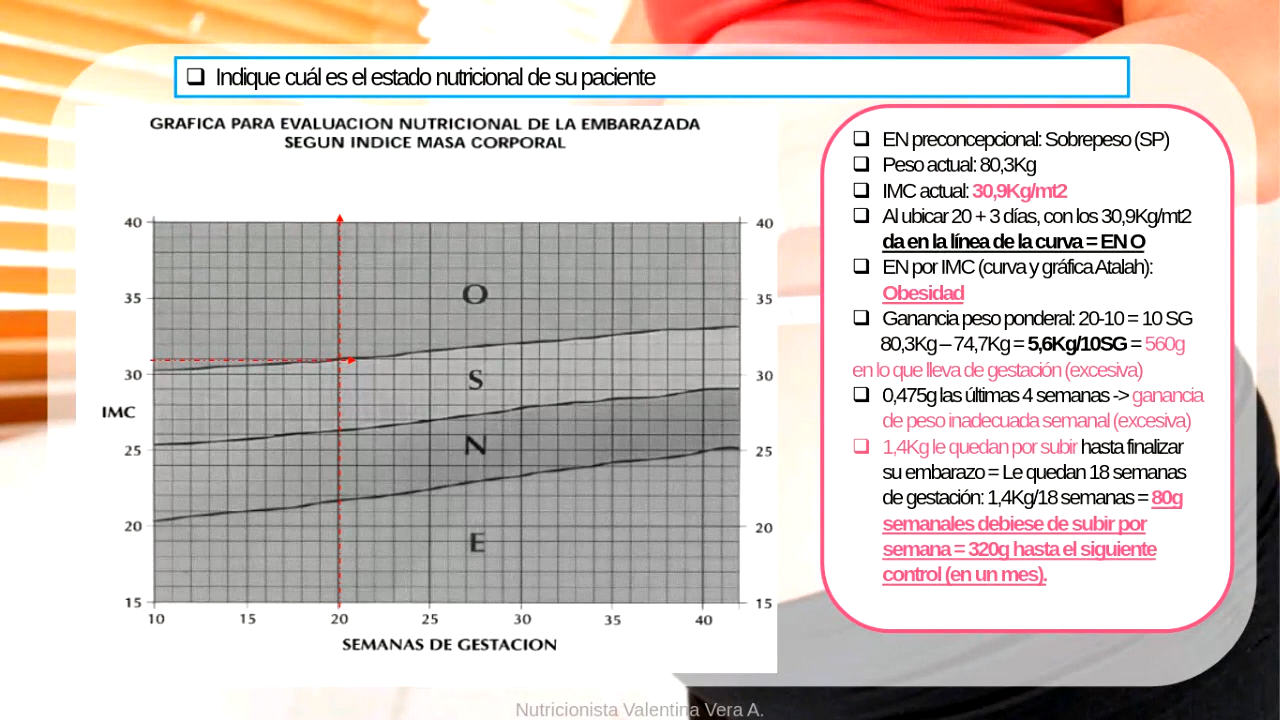 ❑ Indique cuál es el estado nutricional de su paciente
GRAFICA PARA EVALUACION NUTRICIONAL DE LA EMBARAZADA
SEGUN INDICE MASA CORPORAL
40 40
35 35
30 30
25 25
20 20
15 15
O
S
N
E
IMC
10 15 20 25 30 35 40
SEMANAS DE GESTACION
❑ EN preconcepcional: Sobrepeso (SP)
❑ Peso actual: 80,3Kg
❑ IMC actual: 30,9Kg/mt2
❑ Al ubicar 20 + 3 días, con los 30,9Kg/mt2
da en la línea de la curva = EN O
❑ EN por IMC (curva y gráfica Atalah):
Obesidad
❑ Ganancia peso ponderal: 20-10 = 10 SG
80,3Kg – 74,7Kg = 5,6Kg/10SG = 560g
en lo que lleva de gestación (excesiva)
❑ 0,475g las últimas 4 semanas -> ganancia
de peso inadecuada semanal (excesiva)
❑ 1,4Kg le quedan por subir hasta finalizar
su embarazo = Le quedan 18 semanas
de gestación: 1,4Kg/18 semanas = 80g
semanales debiese de subir por
semana = 320g hasta el siguiente
control (en un mes).
Nutricionista Valentina Vera A.